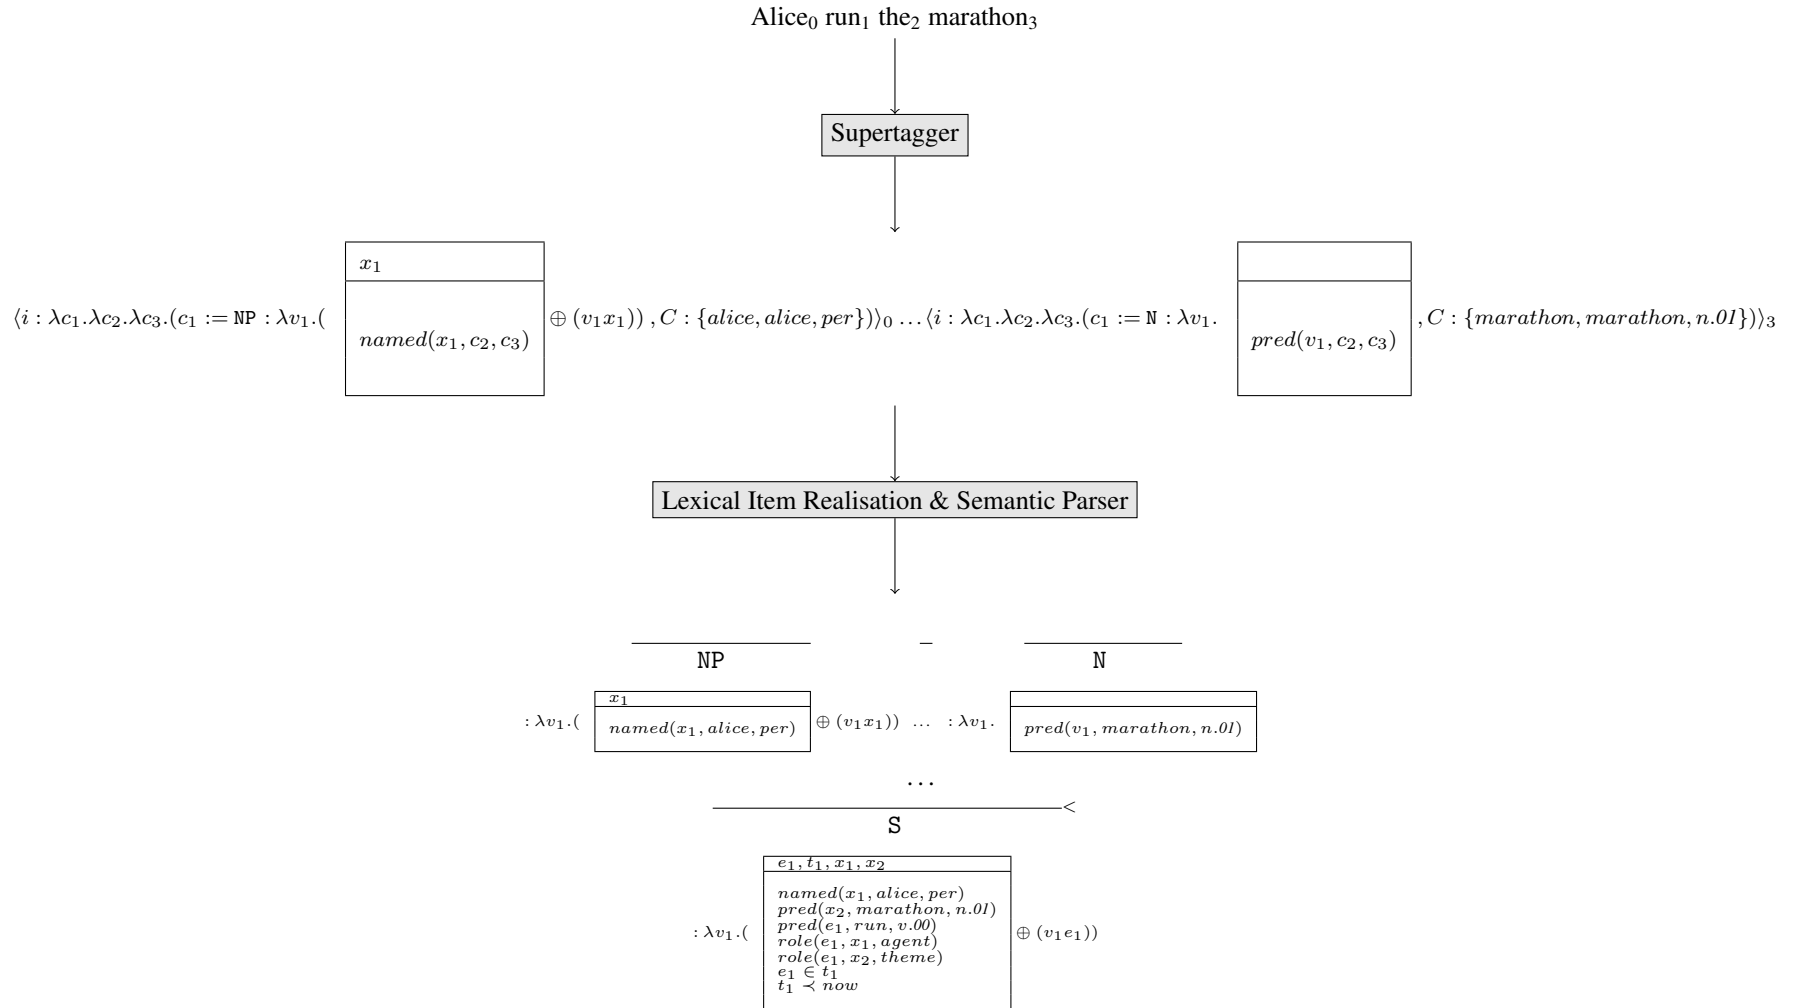 Alice₀ run₁ the₂ marathon₃
Supertagger
x₁
⟨i : λc₁.λc₂.λc₃.(c₁ := NP : λv₁.( named(x₁, c₂, c₃) ⊕ (v₁x₁)) , C : {alice, alice, per})⟩₀ ... ⟨i : λc₁.λc₂.λc₃.(c₁ := N : λv₁. pred(v₁, c₂, c₃) , C : {marathon, marathon, n.01})⟩₃
Lexical Item Realisation & Semantic Parser
NP – N
x₁
: λv₁.( named(x₁, alice, per) ⊕ (v₁x₁)) ... : λv₁. pred(v₁, marathon, n.01)
...
<
S
e₁, t₁, x₁, x₂
named(x₁, alice, per)
pred(x₂, marathon, n.01)
pred(e₁, run, v.00)
: λv₁.( role(e₁, x₁, agent) ⊕ (v₁e₁))
role(e₁, x₂, theme)
e₁ ∈ t₁
t₁ ≺ now